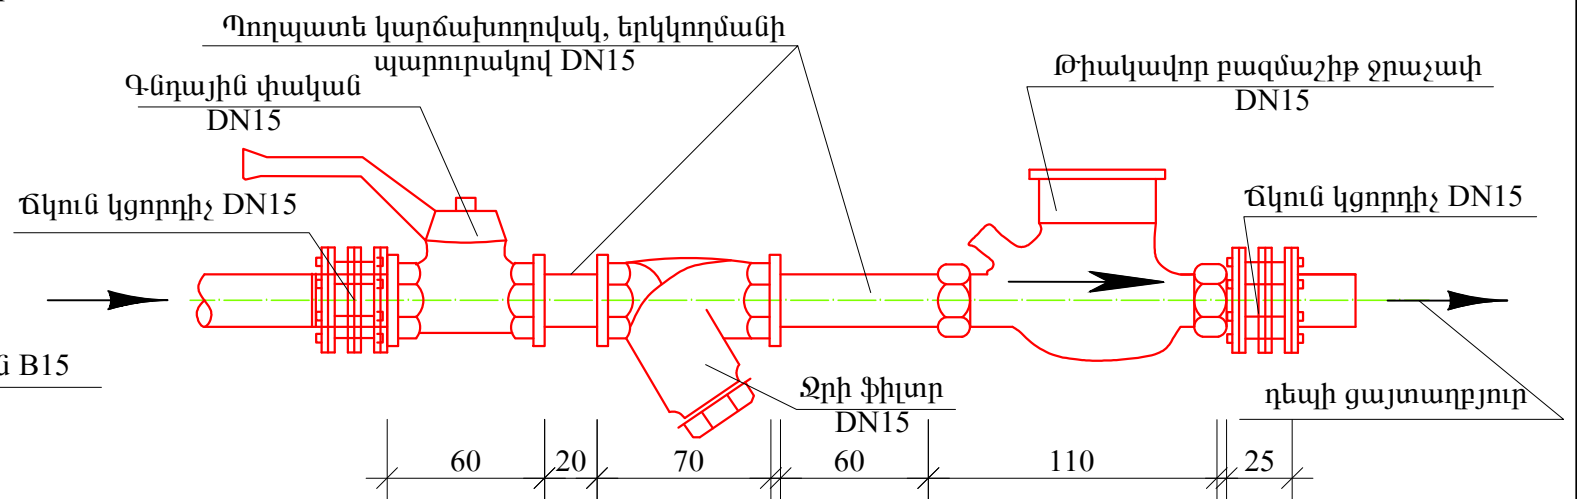 Պողպատե կարճախողովակ, երկկողմանի
պարուրակով DN15
Գնդային փական
DN15
Թիակավոր բազմաշիթ ջրաչափ
DN15
Ճկուն կցորդիչ DN15
Ճկուն կցորդիչ DN15
B15
Ջրի ֆիլտր
DN15
դեպի ցայտաղբյուր
60 20 70 60 110 25